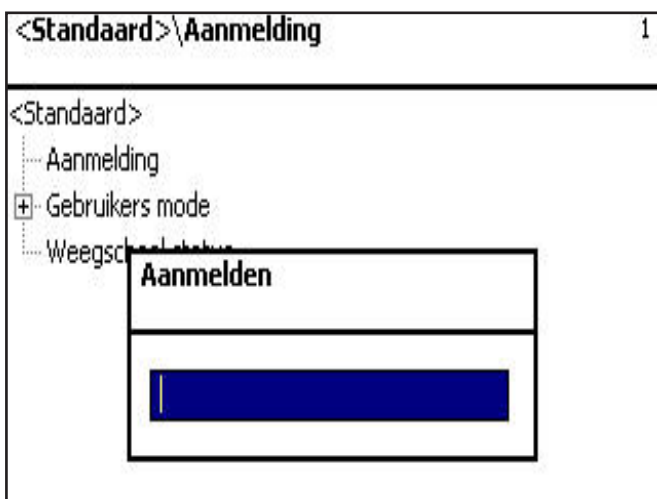 <Standaard>\Aanmelding 1
<Standaard>
Aanmelding
Gebruikers mode
Aanmelden